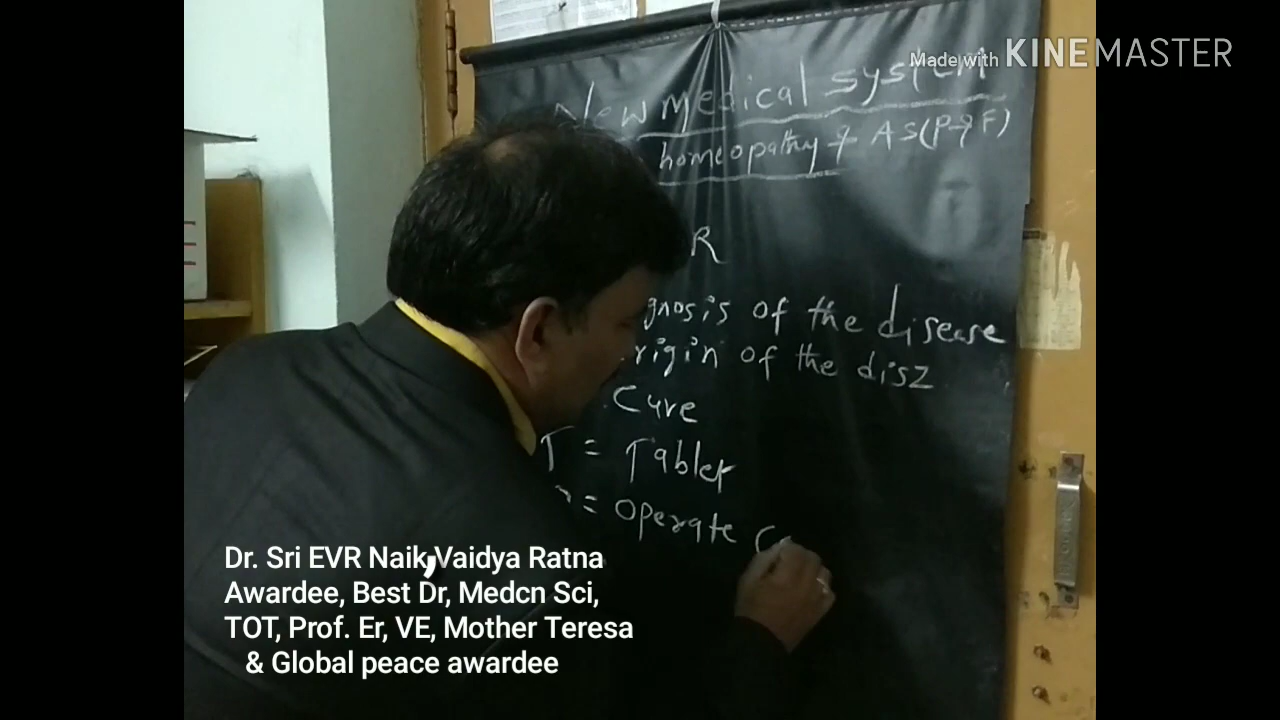 Made with KINEMASTER
New medical system
homeopathy + AS(P+F)
R
gnosis of the disease
rigin of the disz
Cure
T = Tablet
= Operate C
Dr. Sri EVR Naik,Vaidya Ratna
Awardee, Best Dr, Medcn Sci,
TOT, Prof. Er, VE, Mother Teresa
& Global peace awardee